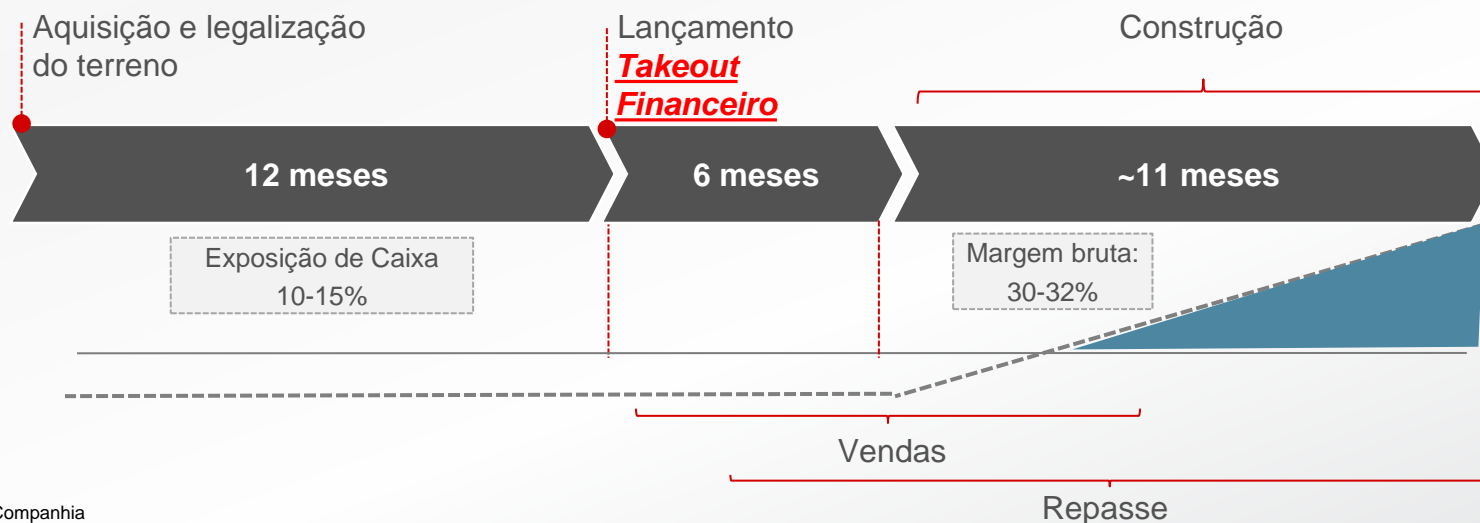 Aquisição e legalização
do terreno
Lançamento
Takeout
Financeiro
Construção
12 meses
6 meses
~11 meses
Exposição de Caixa
10-15%
Margem bruta:
30-32%
Vendas
Repasse
Companhia